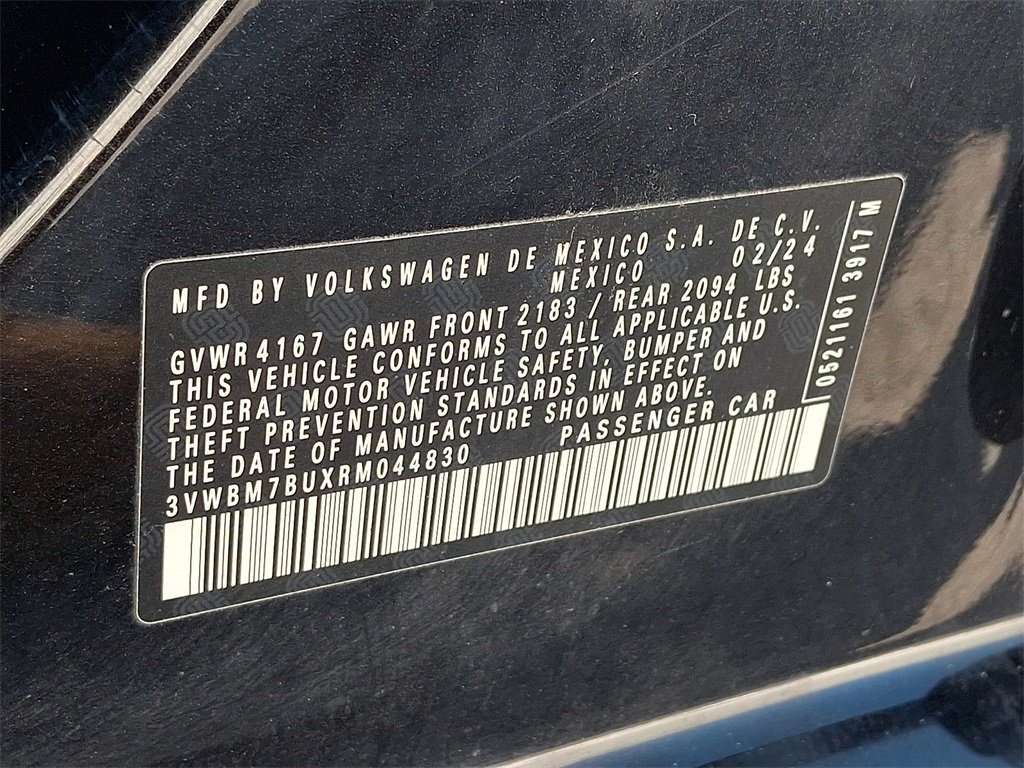 MFD BY VOLKSWAGEN DE MEXICO S.A. DE C.V.
MEXICO 02/24
GVWR 4167 GAWR FRONT 2183 / REAR 2094 LBS
THIS VEHICLE CONFORMS TO ALL APPLICABLE U.S.
FEDERAL MOTOR VEHICLE SAFETY, BUMPER AND
THEFT PREVENTION STANDARDS IN EFFECT ON
THE DATE OF MANUFACTURE SHOWN ABOVE.
3VWBM7BUXRM044830 PASSENGER CAR
0521161 3917 M